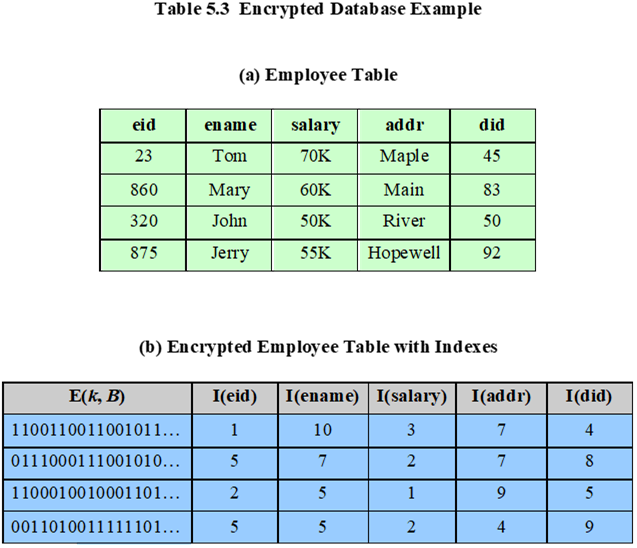 Table 5.3 Encrypted Database Example
(a) Employee Table
eid ename salary addr did
23 Tom 70K Maple 45
860 Mary 60K Main 83
320 John 50K River 50
875 Jerry 55K Hopewell 92
(b) Encrypted Employee Table with Indexes
E(k, B) I(eid) I(ename) I(salary) I(addr) I(did)
1100110011001011… 1 10 3 7 4
0111000111001010… 5 7 2 7 8
1100010010001101… 2 5 1 9 5
0011010011111101… 5 5 2 4 9